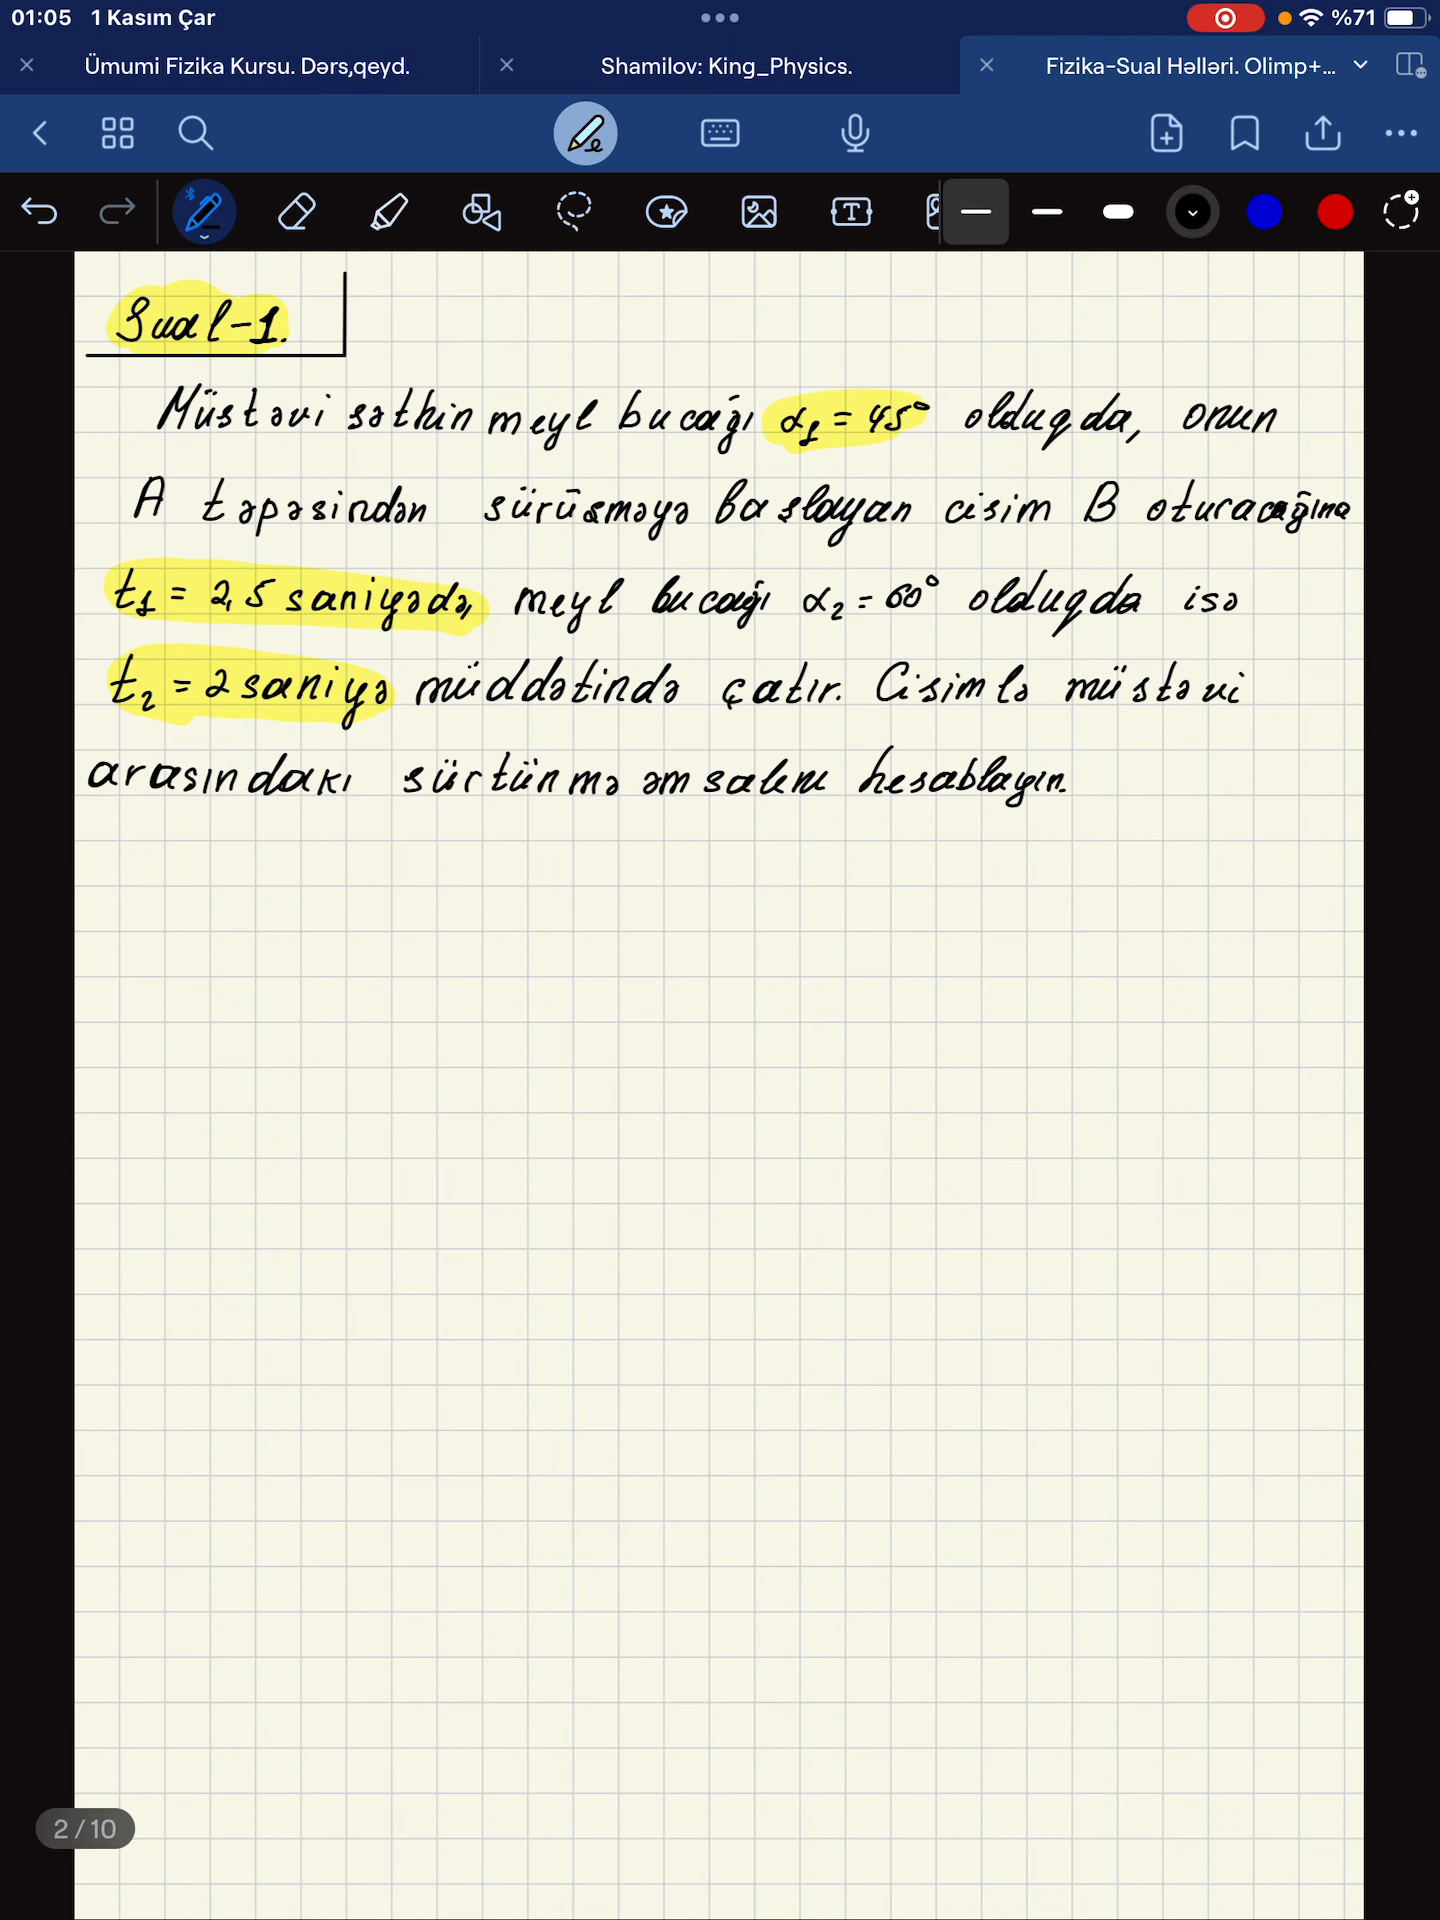 01:05 1 Kasım Çar %71
Ümumi Fizika Kursu. Dərs,qeyd. Shamilov: King_Physics. Fizika-Sual Həlləri. Olimp+...
Sual-1.
Müstəvi səthin meyl bucağı α₁ = 45° olduqda, onun
A təpəsindən sürüşməyə başlayan cisim B oturacağına
t₁ = 2,5 saniyədə, meyl bucağı α₂ = 60° olduqda isə
t₂ = 2 saniyə müddətində çatır. Cisimlə müstəvi
arasındakı sürtünmə əmsalını hesablayın.
2 / 10